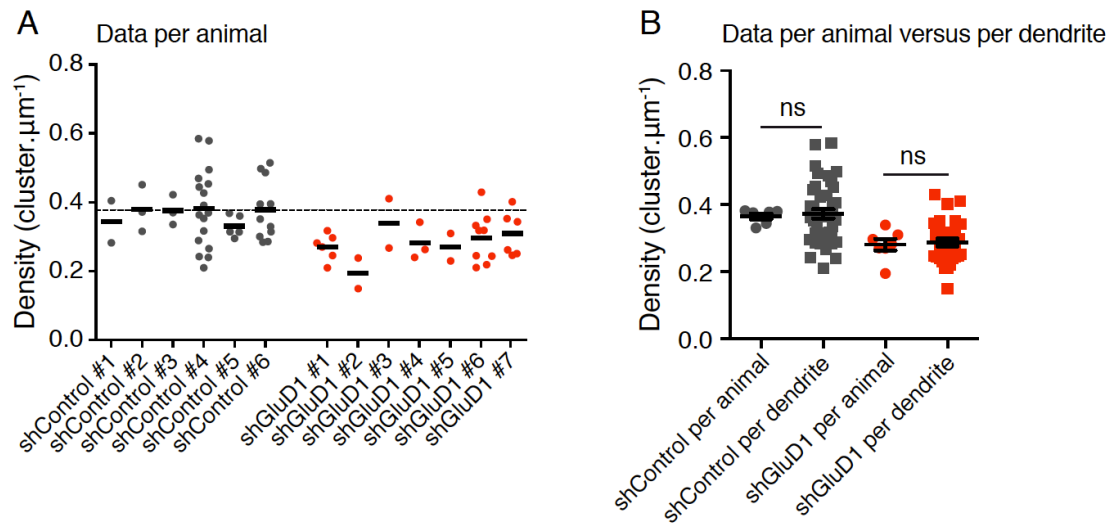 A
Data per animal
Density (cluster.µm⁻¹)
0.8
0.6
0.4
0.2
0.0
shControl #1
shControl #2
shControl #3
shControl #4
shControl #5
shControl #6
shGluD1 #1
shGluD1 #2
shGluD1 #3
shGluD1 #4
shGluD1 #5
shGluD1 #6
shGluD1 #7
B
Data per animal versus per dendrite
Density (cluster.µm⁻¹)
0.8
0.6
0.4
0.2
0.0
ns
ns
shControl per animal
shControl per dendrite
shGluD1 per animal
shGluD1 per dendrite